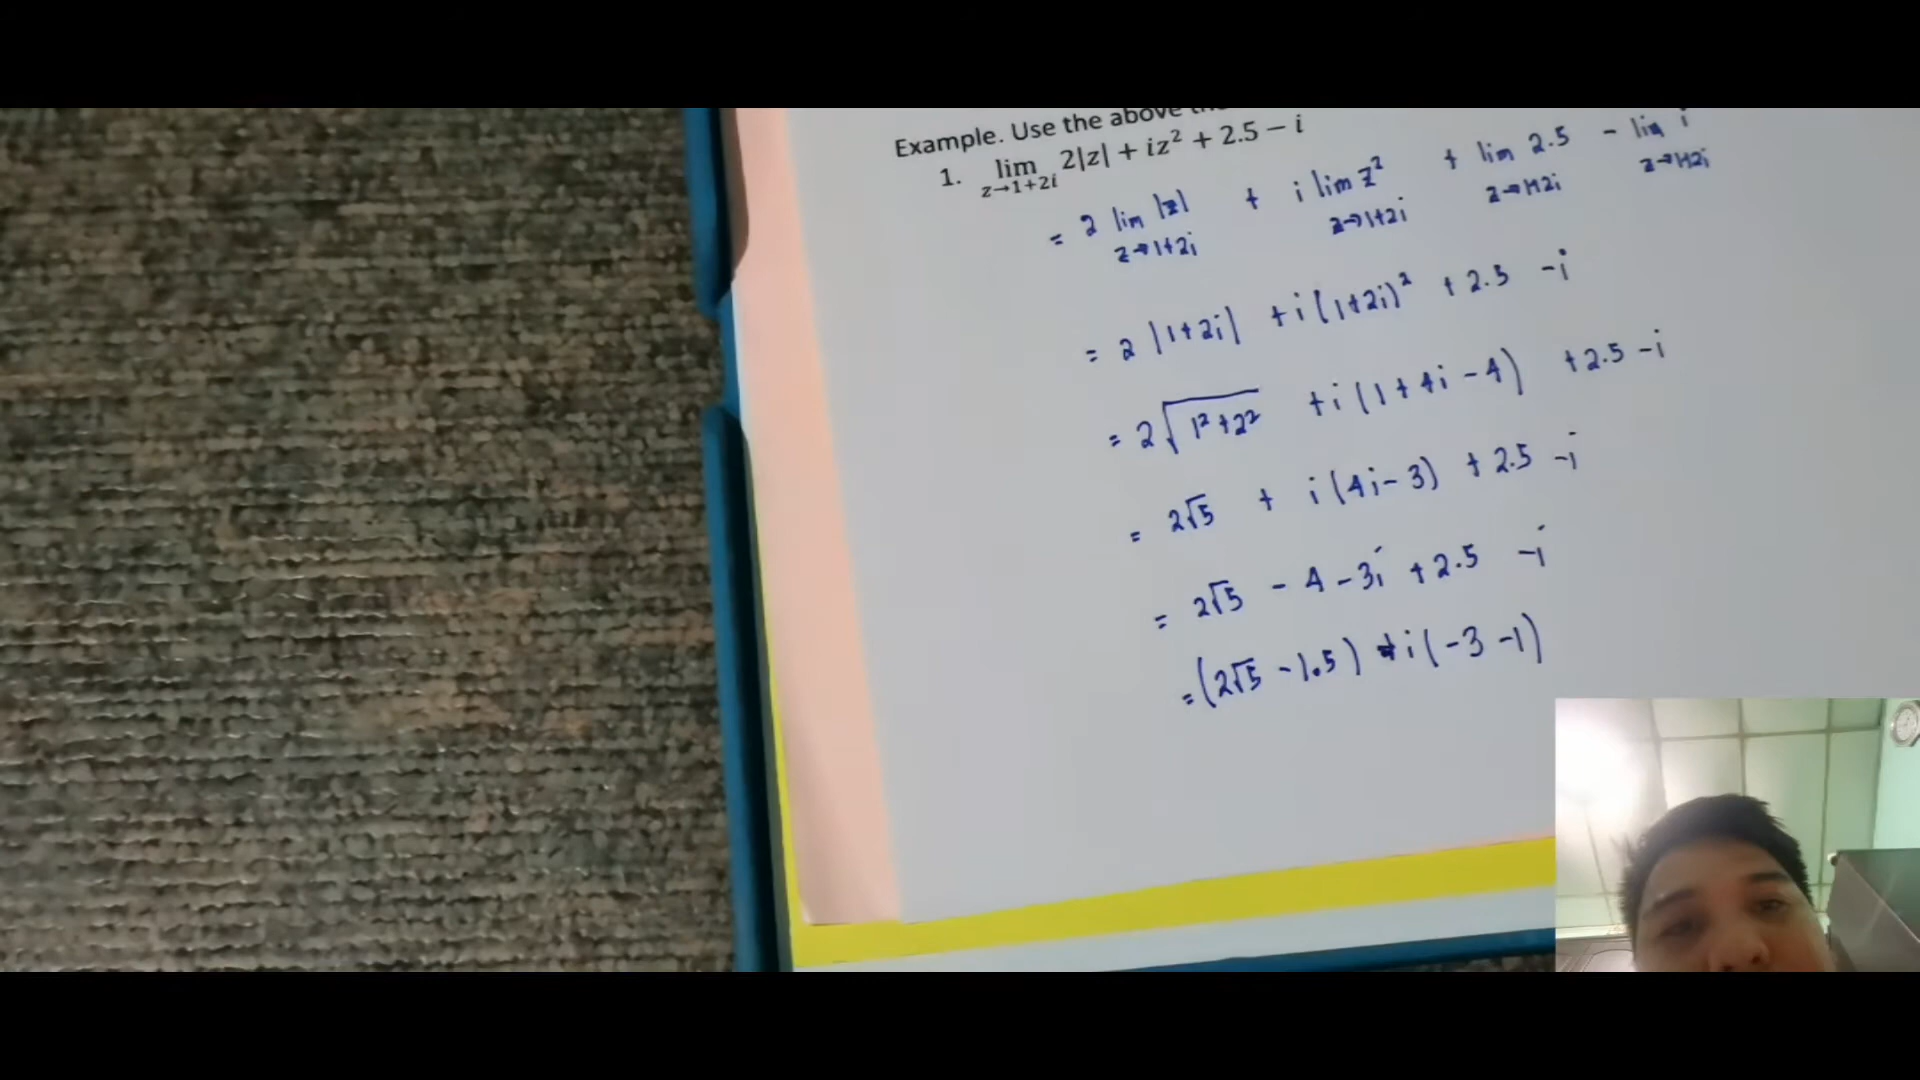 Example. Use the above
1. lim 2|z| + iz² + 2.5 − i
z→1+2i
= 2 lim |z| + i lim z² + lim 2.5 − lim i
z→1+2i z→1+2i z→1+2i z→1+2i
= 2 |1+2i| + i(1+2i)² + 2.5 − i
= 2√1²+2² + i(1+4i−4) + 2.5 − i
= 2√5 + i(4i−3) + 2.5 − i
= 2√5 − 4 − 3i + 2.5 − i
= (2√5 − 1.5) + i(−3 −1)